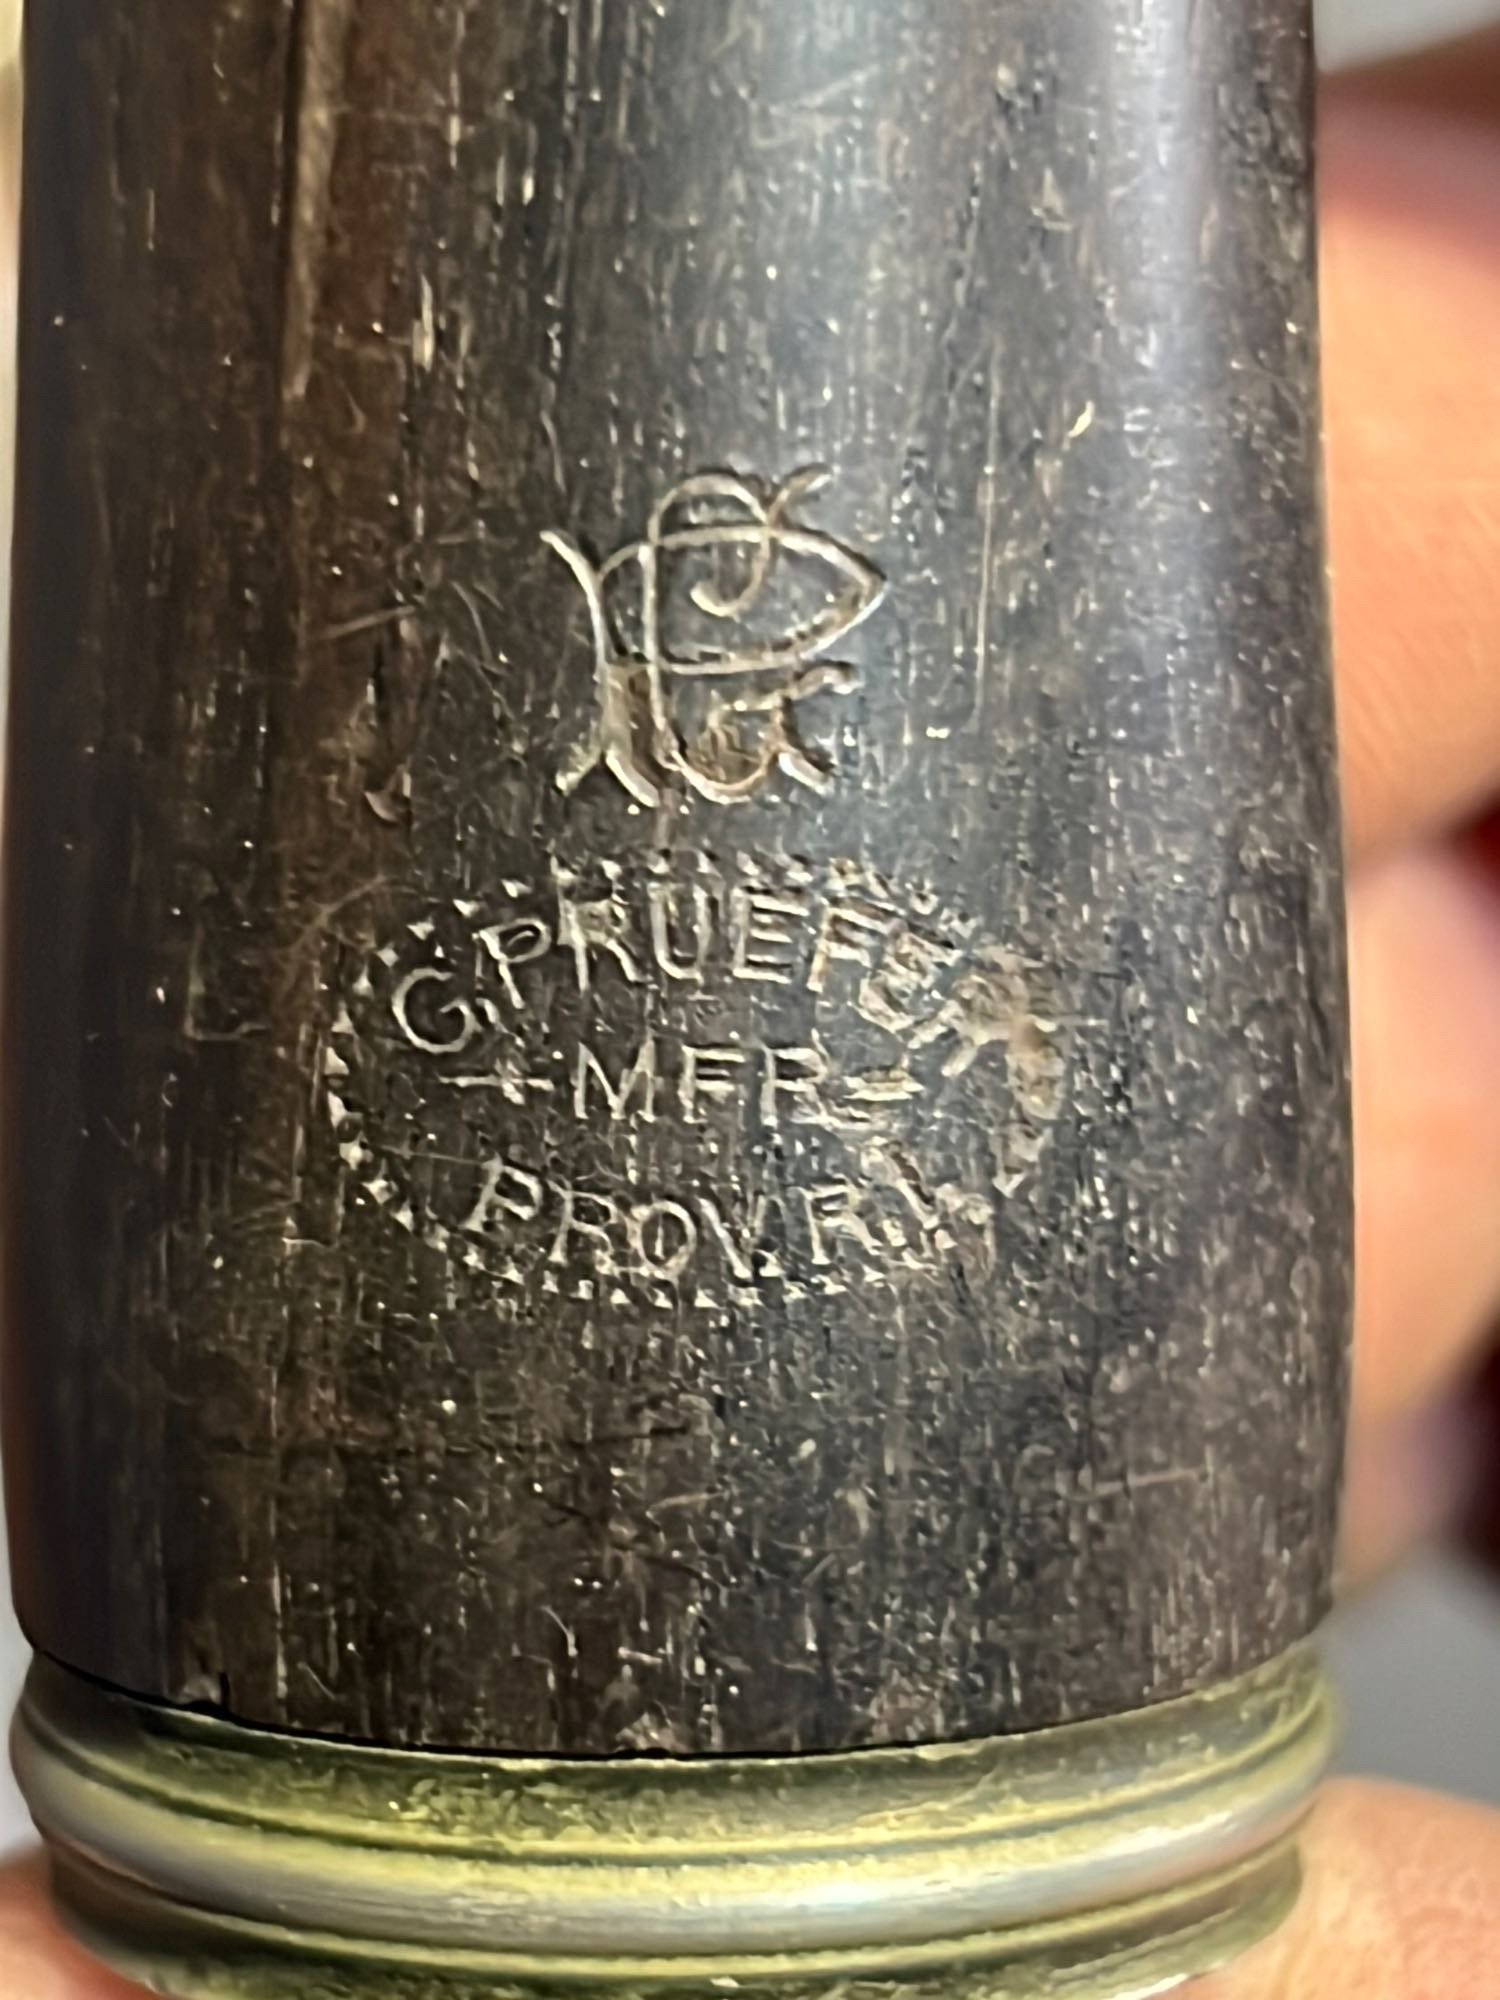 G. PRUEFER
MFR
PROV. R.I.